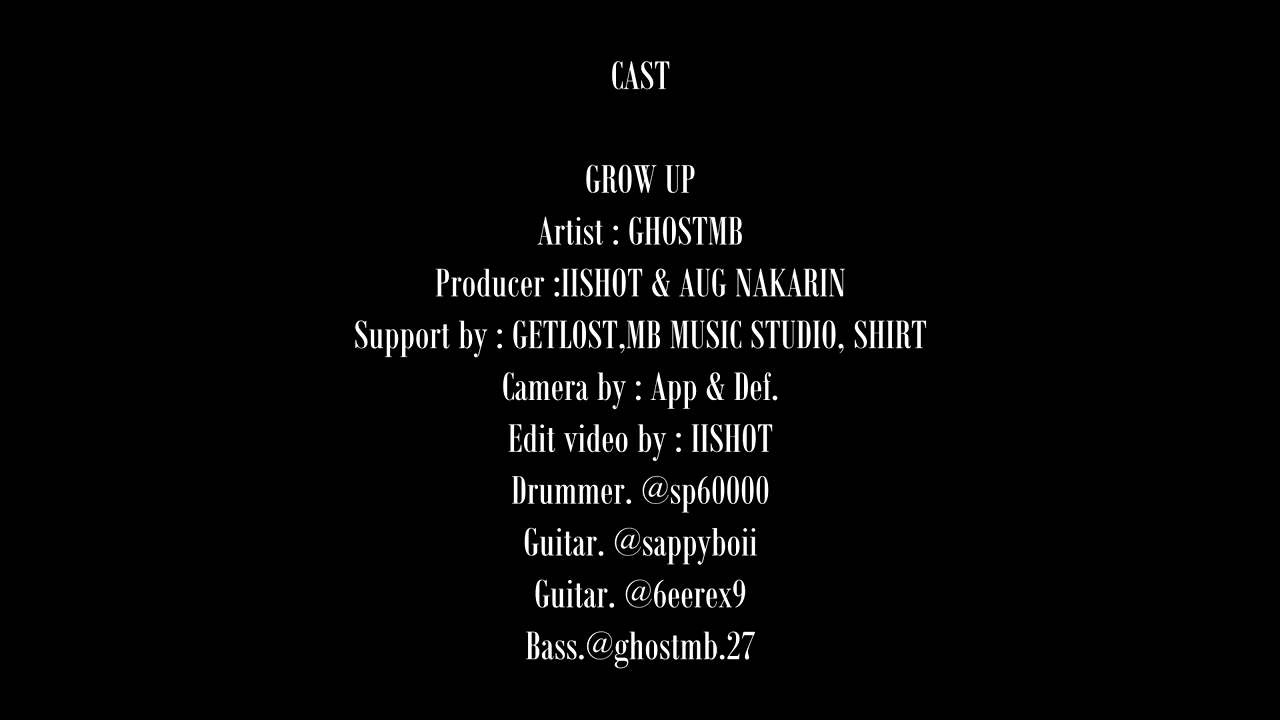 CAST
GROW UP
Artist : GHOSTMB
Producer :IISHOT & AUG NAKARIN
Support by : GETLOST,MB MUSIC STUDIO, SHIRT
Camera by : App & Def.
Edit video by : IISHOT
Drummer. @sp60000
Guitar. @sappyboii
Guitar. @6eerex9
Bass.@ghostmb.27